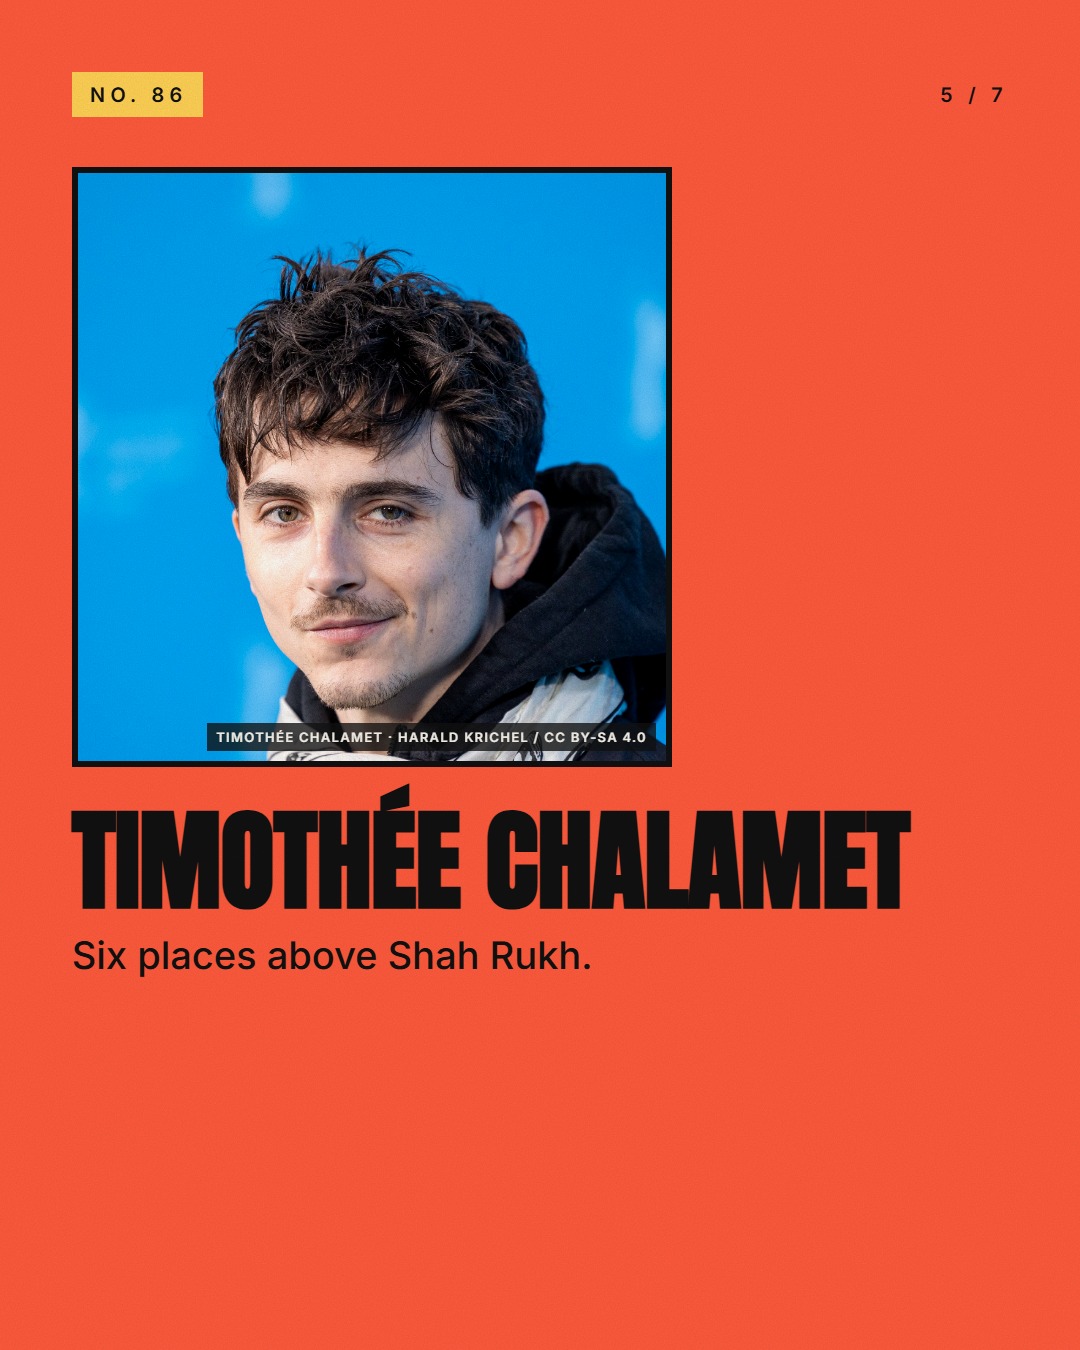 NO. 86
5 / 7
TIMOTHÉE CHALAMET · HARALD KRICHEL / CC BY-SA 4.0
TIMOTHÉE CHALAMET
Six places above Shah Rukh.